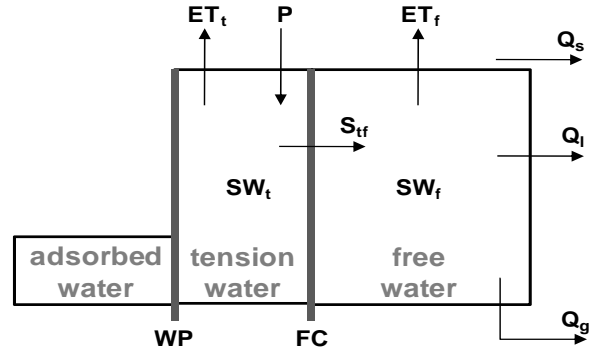 ETt P ETf
Qs
Stf
Ql
SWt SWf
adsorbed tension free
water water water
Qg
WP FC